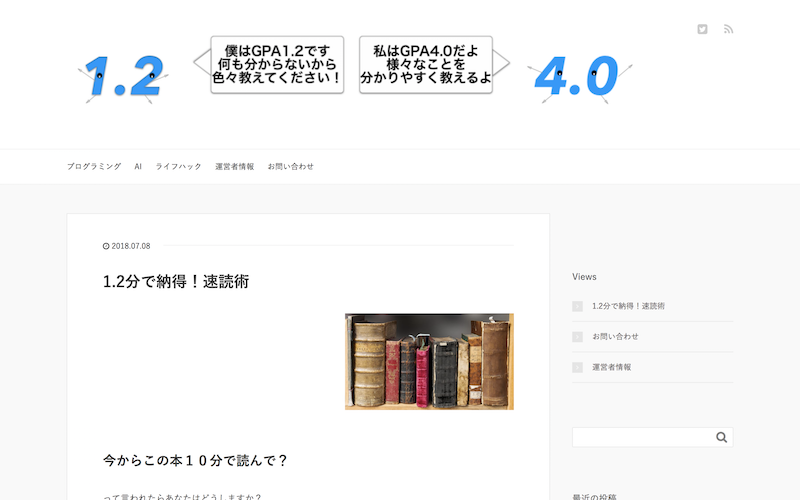 1.2
僕はGPA1.2です
何も分からないから
色々教えてください！
私はGPA4.0だよ
様々なことを
分かりやすく教えるよ
4.0
プログラミング AI ライフハック 運営者情報 お問い合わせ
2018.07.08
1.2分で納得！速読術
今からこの本１０分で読んで？
って言われたらあなたはどうしますか？
Views
1.2分で納得！速読術
お問い合わせ
運営者情報
最近の投稿